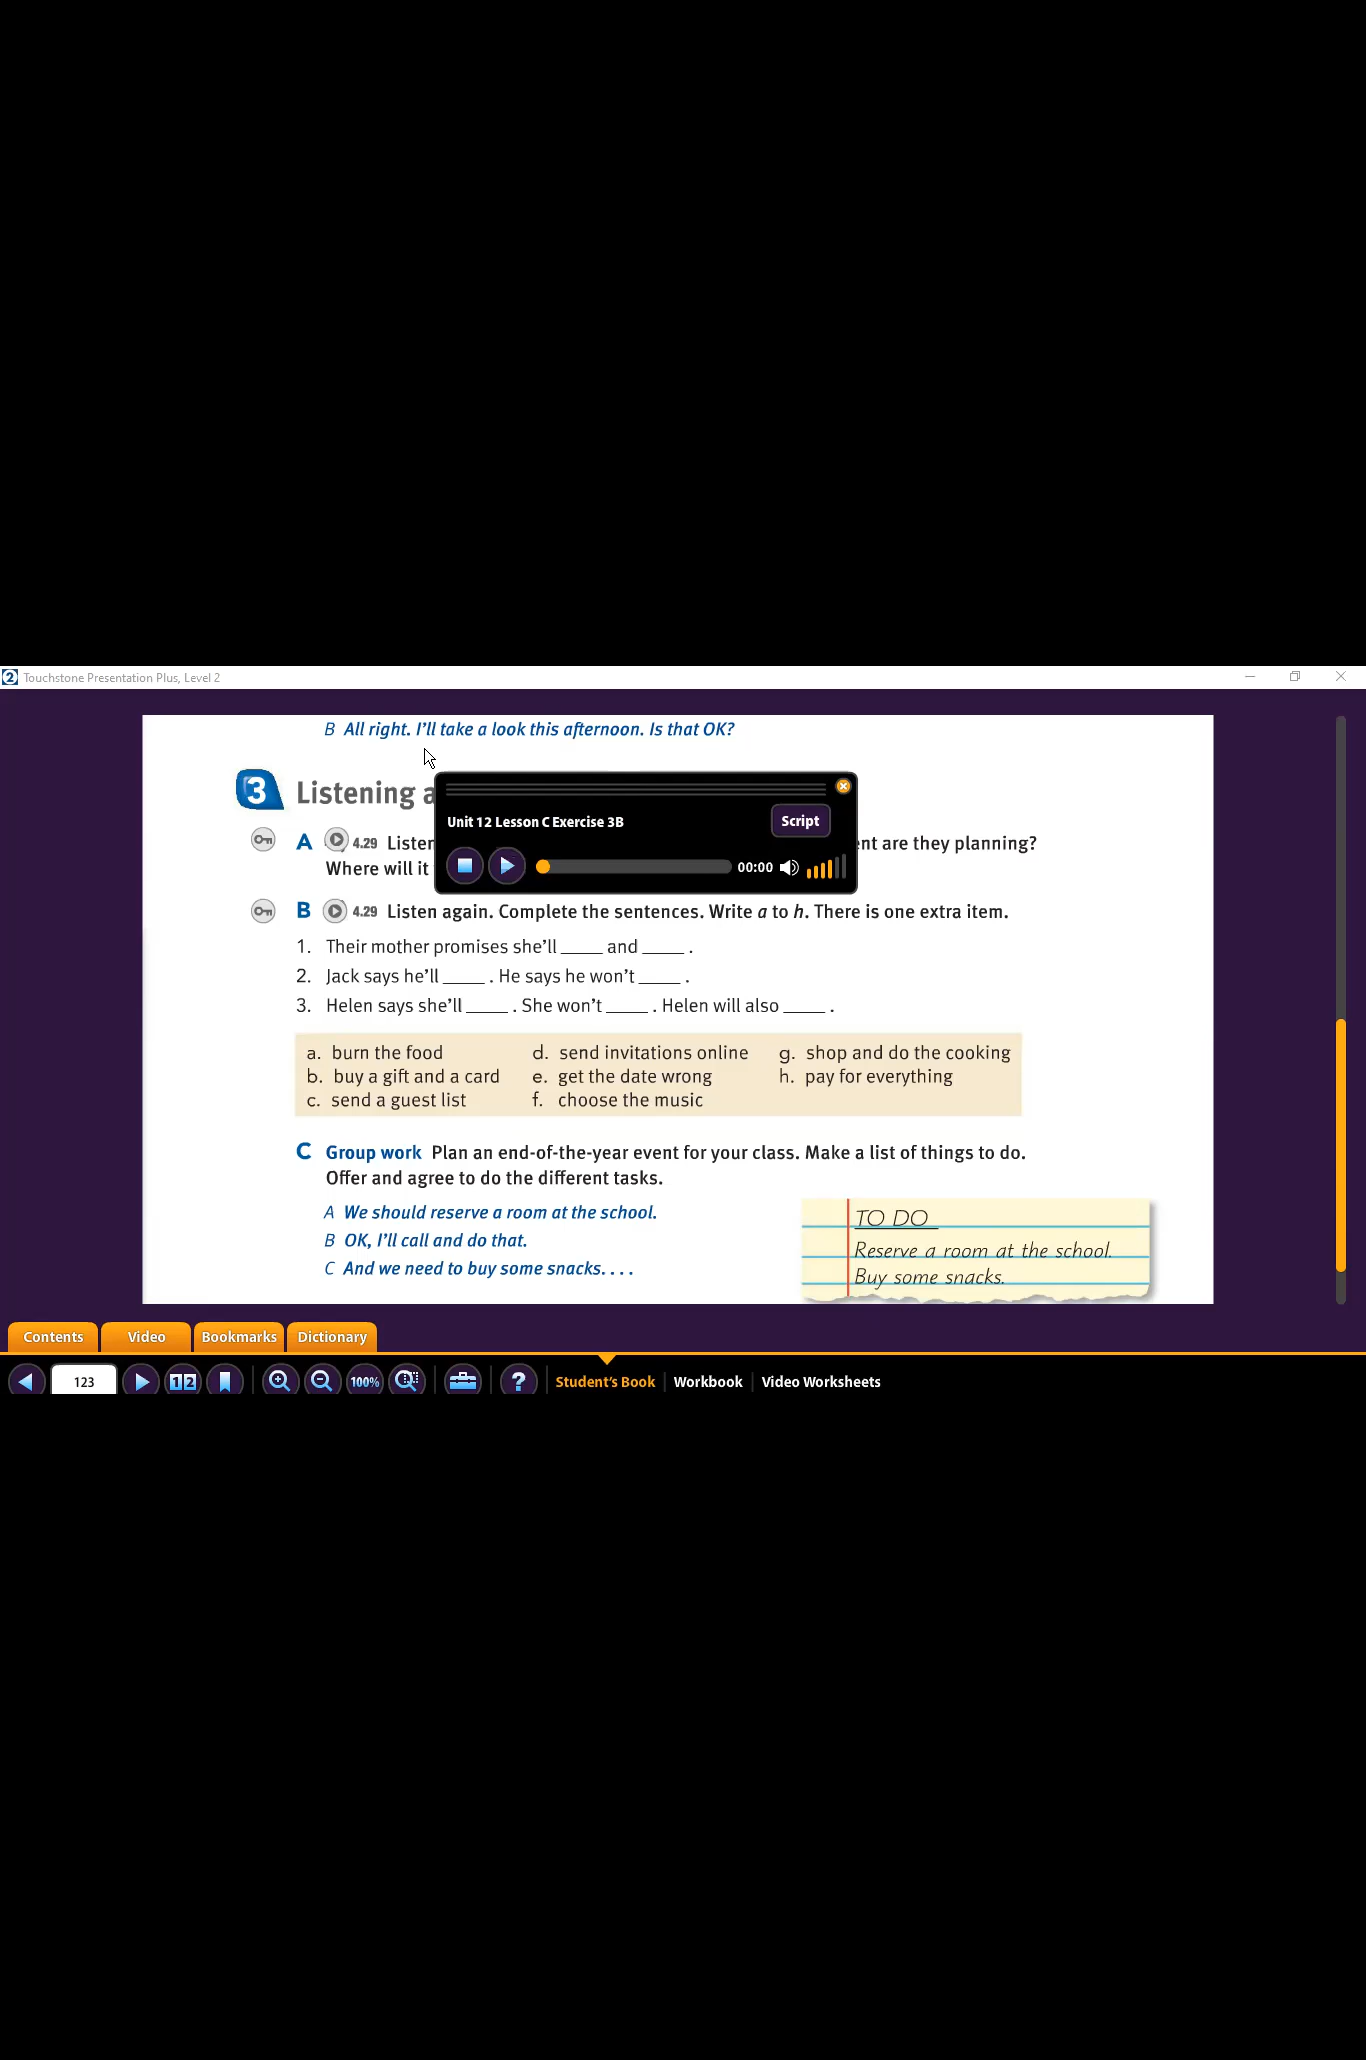 Touchstone Presentation Plus, Level 2
B All right. I'll take a look this afternoon. Is that OK?
3 Listening a
Unit 12 Lesson C Exercise 3B
Script
00:00
A 4.29 Listen ent are they planning?
Where will it
B 4.29 Listen again. Complete the sentences. Write a to h. There is one extra item.
1. Their mother promises she'll ____ and ____ .
2. Jack says he'll ____ . He says he won't ____ .
3. Helen says she'll ____ . She won't ____ . Helen will also ____ .
a. burn the food d. send invitations online g. shop and do the cooking
b. buy a gift and a card e. get the date wrong h. pay for everything
c. send a guest list f. choose the music
C Group work Plan an end-of-the-year event for your class. Make a list of things to do.
Offer and agree to do the different tasks.
A We should reserve a room at the school.
B OK, I'll call and do that.
C And we need to buy some snacks. . . .
TO DO
Reserve a room at the school.
Buy some snacks.
Contents Video Bookmarks Dictionary
123 12 100% ? Student's Book Workbook Video Worksheets